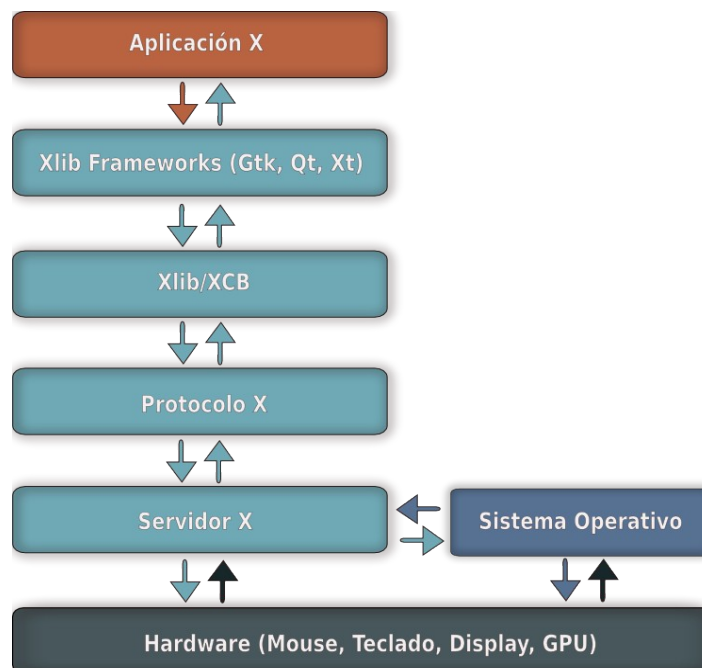 Aplicación X
Xlib Frameworks (Gtk, Qt, Xt)
Xlib/XCB
Protocolo X
Servidor X
Sistema Operativo
Hardware (Mouse, Teclado, Display, GPU)